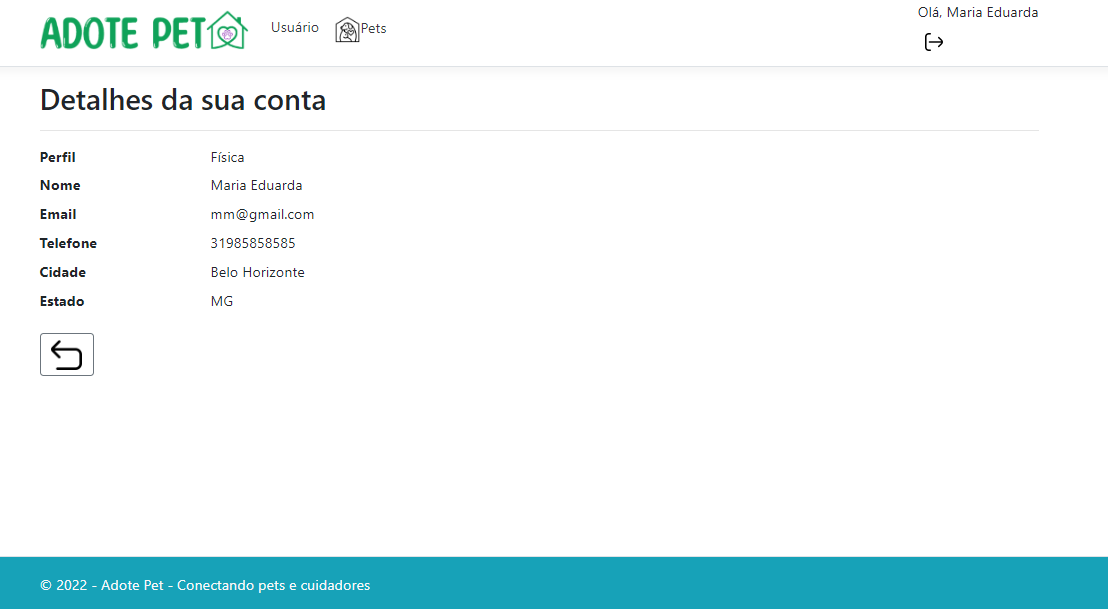 ADOTE PET
Usuário
Pets
Olá, Maria Eduarda
Detalhes da sua conta
Perfil Física
Nome Maria Eduarda
Email mm@gmail.com
Telefone 31985858585
Cidade Belo Horizonte
Estado MG
© 2022 - Adote Pet - Conectando pets e cuidadores